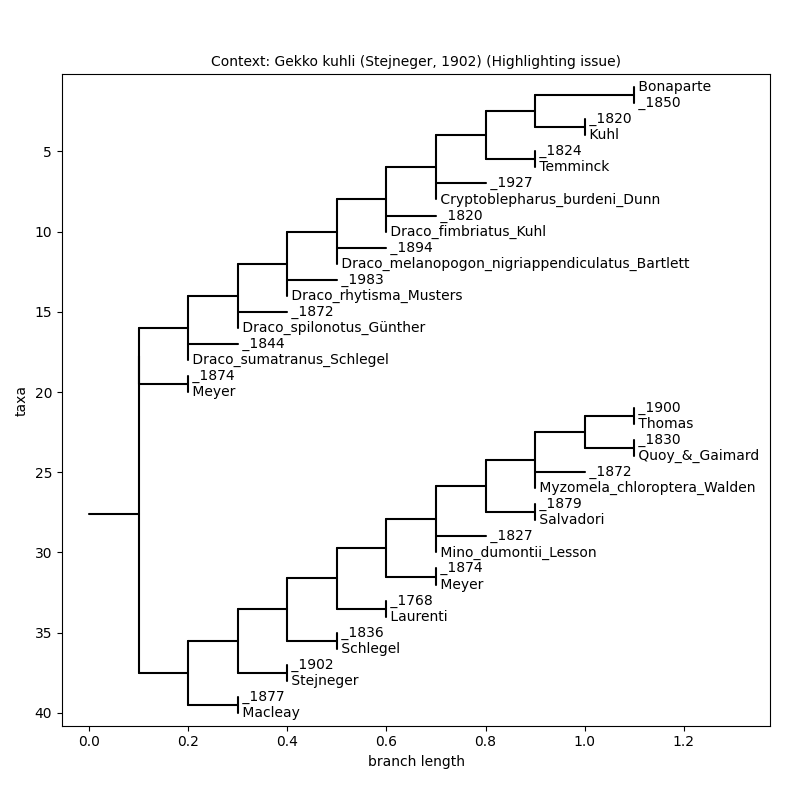 Context: Gekko kuhli (Stejneger, 1902) (Highlighting issue)
Bonaparte
_1850
_1820
Kuhl
_1824
Temminck
_1927
Cryptoblepharus_burdeni_Dunn
_1820
Draco_fimbriatus_Kuhl
_1894
Draco_melanopogon_nigriappendiculatus_Bartlett
_1983
Draco_rhytisma_Musters
_1872
Draco_spilonotus_Günther
_1844
Draco_sumatranus_Schlegel
_1874
Meyer
_1900
Thomas
_1830
Quoy_&_Gaimard
_1872
Myzomela_chloroptera_Walden
_1879
Salvadori
_1827
Mino_dumontii_Lesson
_1874
Meyer
_1768
Laurenti
_1836
Schlegel
_1902
Stejneger
_1877
Macleay
5
10
15
20
25
30
35
40
taxa
0.0 0.2 0.4 0.6 0.8 1.0 1.2
branch length